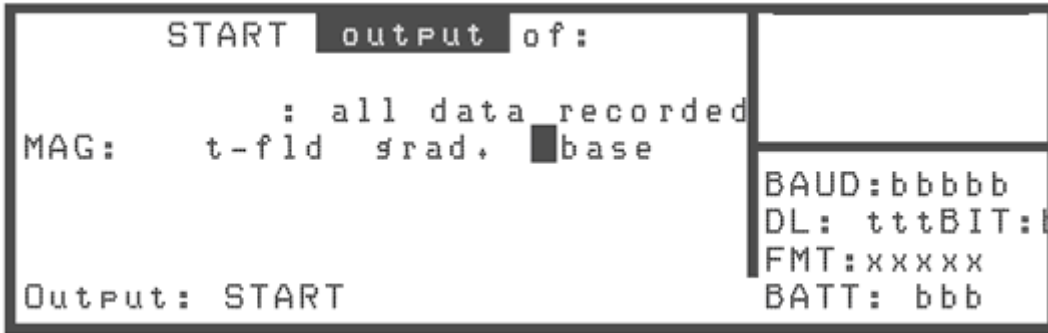 START output of:
: all data recorded
MAG: t-fld grad. base
Output: START
BAUD:bbbbb
DL: tttBIT:
FMT:xxxxx
BATT: bbb